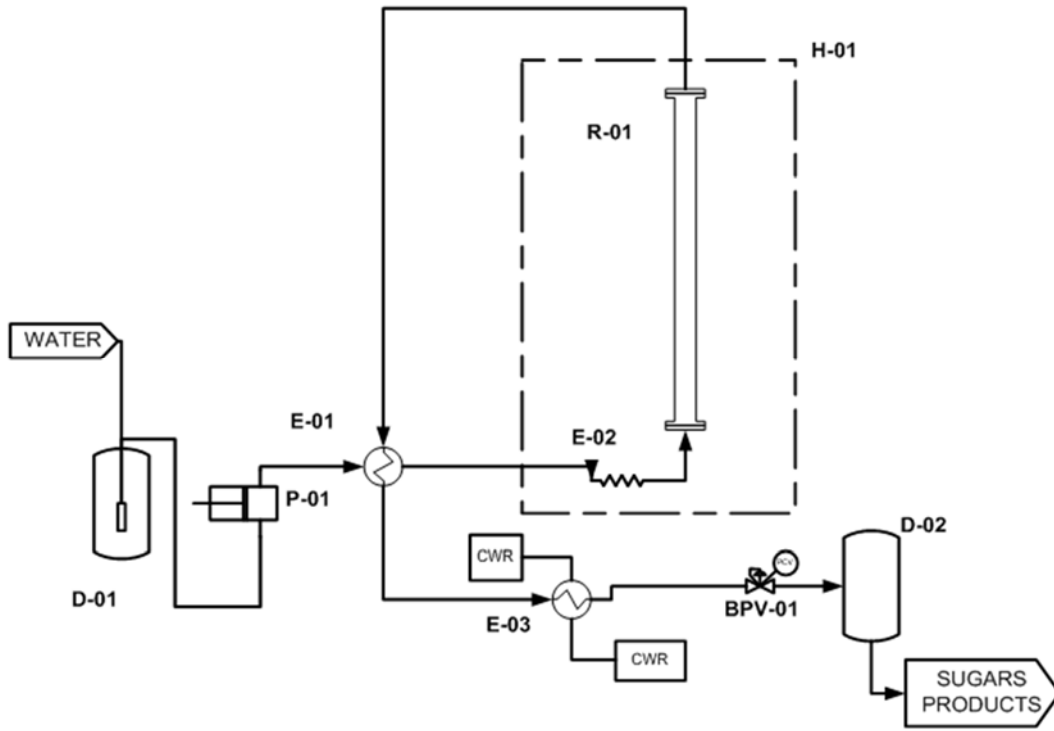 H-01
R-01
WATER
E-01
E-02
P-01
D-02
CWR
D-01
BPV-01
E-03
CWR
SUGARS
PRODUCTS